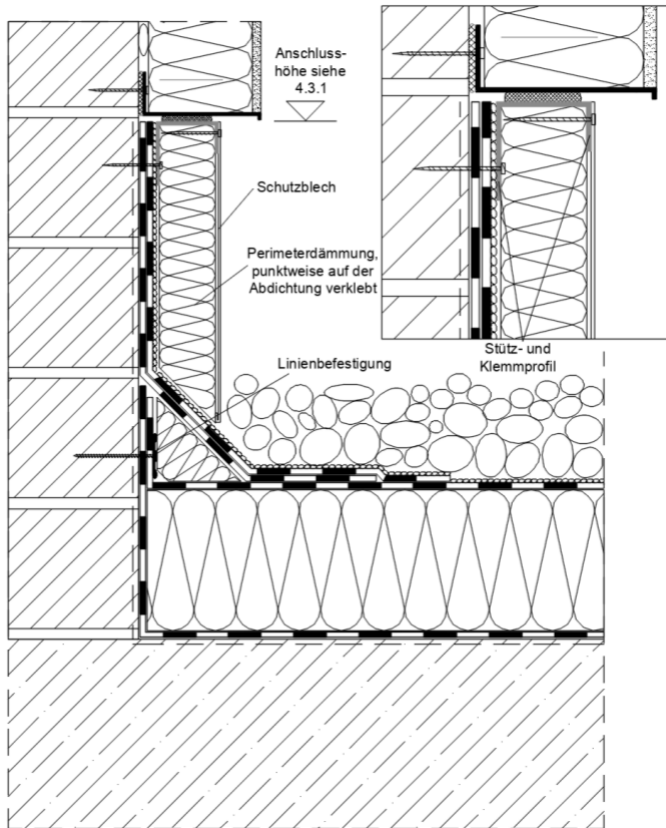 Anschluss-
höhe siehe
4.3.1
Schutzblech
Perimeterdämmung,
punktweise auf der
Abdichtung verklebt
Stütz- und
Klemmprofil
Linienbefestigung